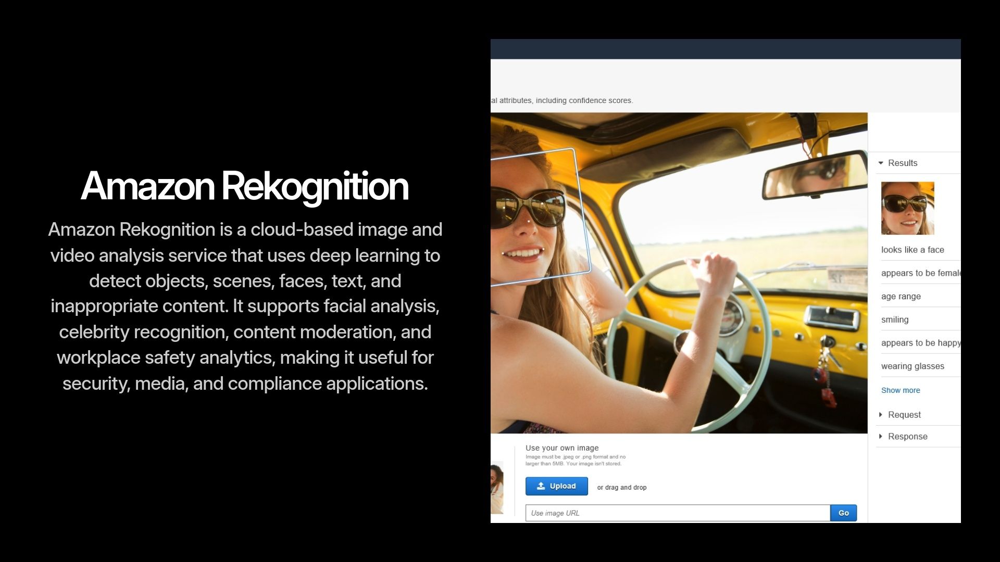 Amazon Rekognition
Amazon Rekognition is a cloud-based image and
video analysis service that uses deep learning to
detect objects, scenes, faces, text, and
inappropriate content. It supports facial analysis,
celebrity recognition, content moderation, and
workplace safety analytics, making it useful for
security, media, and compliance applications.
al attributes, including confidence scores.
Results
looks like a face
appears to be female
age range
smiling
appears to be happy
wearing glasses
Show more
Request
Response
Use your own image
Image must be .jpeg or .png format and no
larger than 5MB. Your image isn't stored.
Upload
or drag and drop
Use image URL
Go